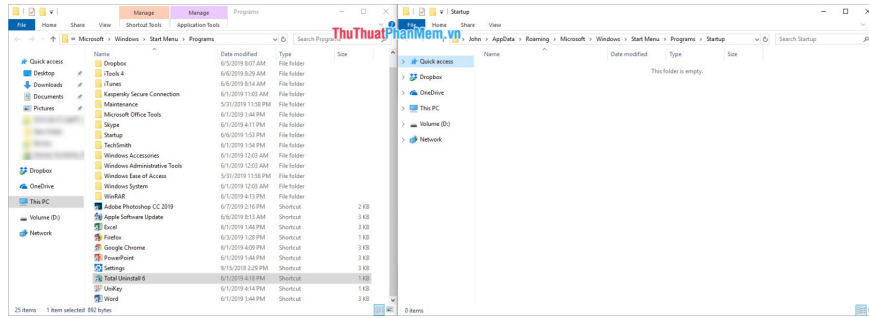 Manage Manage Programs
File Home Share View Shortcut Tools Application Tools
« Microsoft > Windows > Start Menu > Programs
Search Programs
Name Date modified Type Size
Quick access
Desktop
Downloads
Documents
Pictures
Dropbox
OneDrive
This PC
Volume (D:)
Network
Dropbox 6/5/2019 8:07 AM File folder
iTools 4 6/6/2019 8:29 AM File folder
iTunes 6/6/2019 8:14 AM File folder
Kaspersky Secure Connection 6/1/2019 11:03 AM File folder
Maintenance 5/31/2019 11:58 PM File folder
Microsoft Office Tools 6/1/2019 1:44 PM File folder
Skype 6/1/2019 4:11 PM File folder
Startup 6/6/2019 1:53 PM File folder
TechSmith 6/1/2019 1:54 PM File folder
Windows Accessories 6/1/2019 12:03 AM File folder
Windows Administrative Tools 6/1/2019 12:03 AM File folder
Windows Ease of Access 5/31/2019 11:58 PM File folder
Windows System 6/1/2019 12:03 AM File folder
WinRAR 6/1/2019 4:13 PM File folder
Adobe Photoshop CC 2019 6/7/2019 2:16 PM Shortcut 2 KB
Apple Software Update 6/6/2019 8:13 AM Shortcut 3 KB
Excel 6/1/2019 1:44 PM Shortcut 3 KB
Firefox 6/3/2019 1:28 PM Shortcut 1 KB
Google Chrome 6/1/2019 4:09 PM Shortcut 3 KB
PowerPoint 6/1/2019 1:44 PM Shortcut 3 KB
Settings 9/15/2018 2:29 PM Shortcut 3 KB
Total Uninstall 6 6/1/2019 4:18 PM Shortcut 1 KB
UniKey 6/1/2019 4:14 PM Shortcut 1 KB
Word 6/1/2019 1:44 PM Shortcut 3 KB
25 items 1 item selected 892 bytes
ThuThuatPhanMem.vn
Startup
File Home Share View
> John > AppData > Roaming > Microsoft > Windows > Start Menu > Programs > Startup
Search Startup
Name Date modified Type Size
This folder is empty.
Quick access
Dropbox
OneDrive
This PC
Volume (D:)
Network
0 items